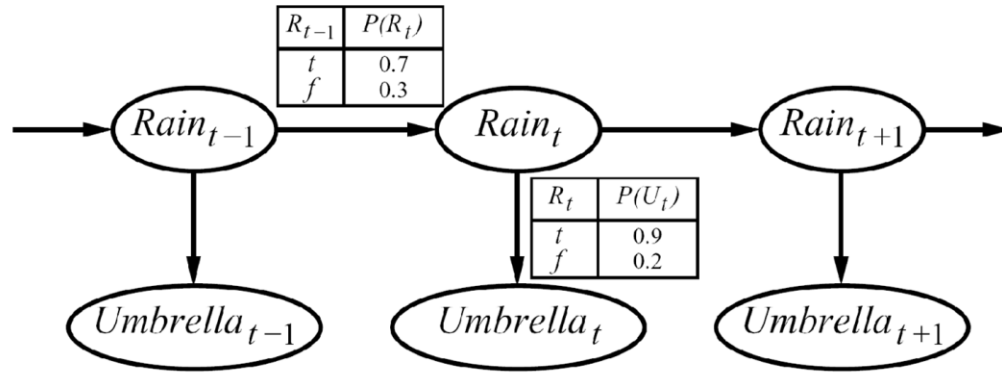 R_{t-1} P(R_t)
t 0.7
f 0.3
Rain_{t-1} Rain_t Rain_{t+1}
R_t P(U_t)
t 0.9
f 0.2
Umbrella_{t-1} Umbrella_t Umbrella_{t+1}